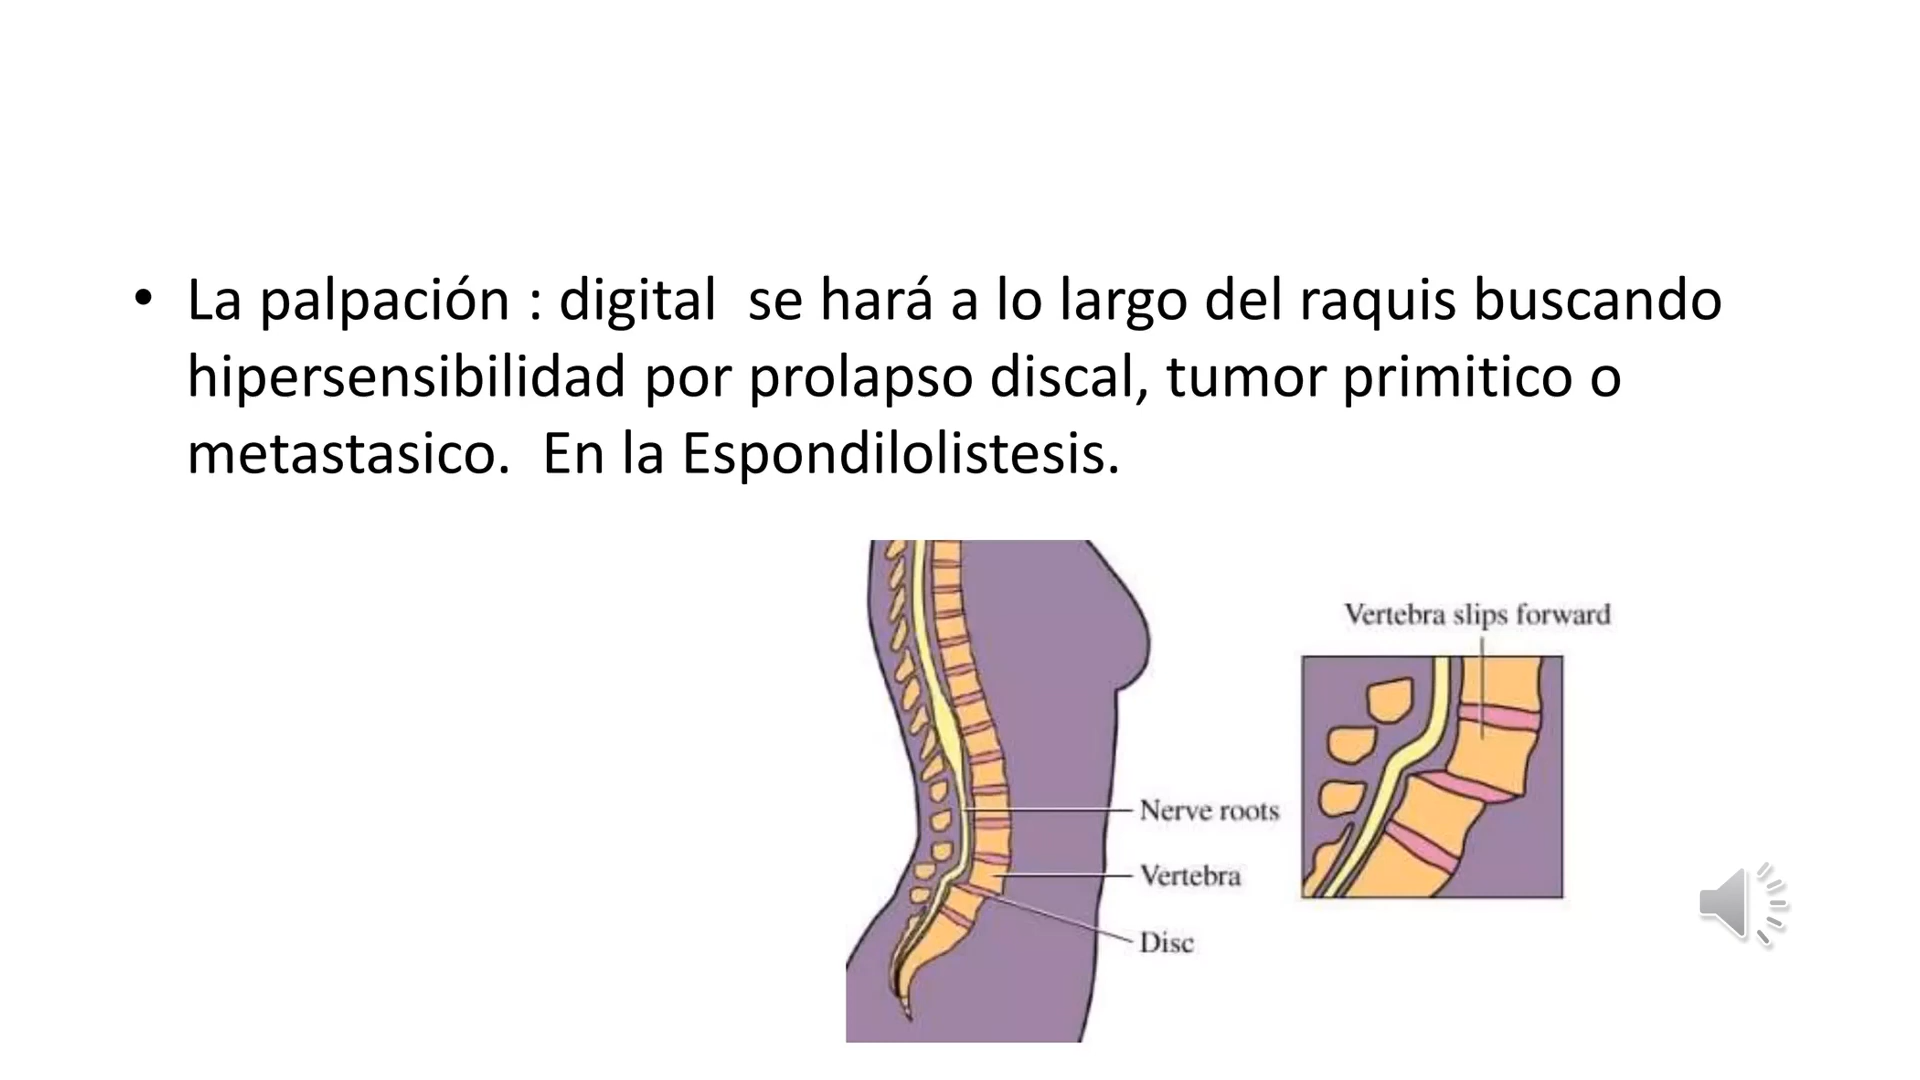 • La palpación : digital  se hará a lo largo del raquis buscando
hipersensibilidad por prolapso discal, tumor primitico o
metastasico.  En la Espondilolistesis.
Vertebra slips forward
Nerve roots
Vertebra
Disc